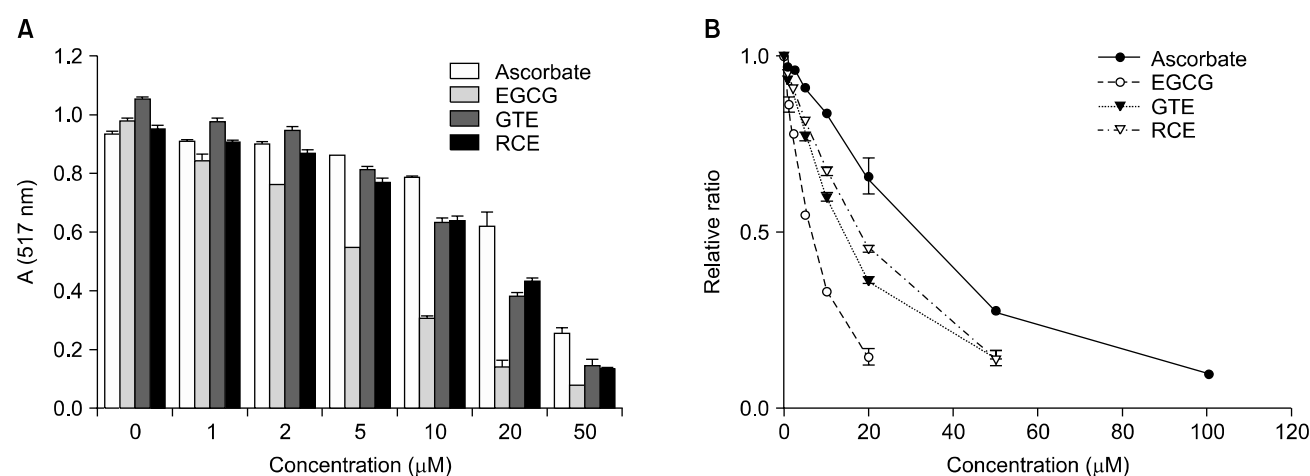 A
1.2
1.0
0.8
0.6
0.4
0.2
0.0
A (517 nm)
Ascorbate
EGCG
GTE
RCE
0 1 2 5 10 20 50
Concentration (μM)
B
1.0
0.5
0.0
Relative ratio
Ascorbate
EGCG
GTE
RCE
0 20 40 60 80 100 120
Concentration (μM)